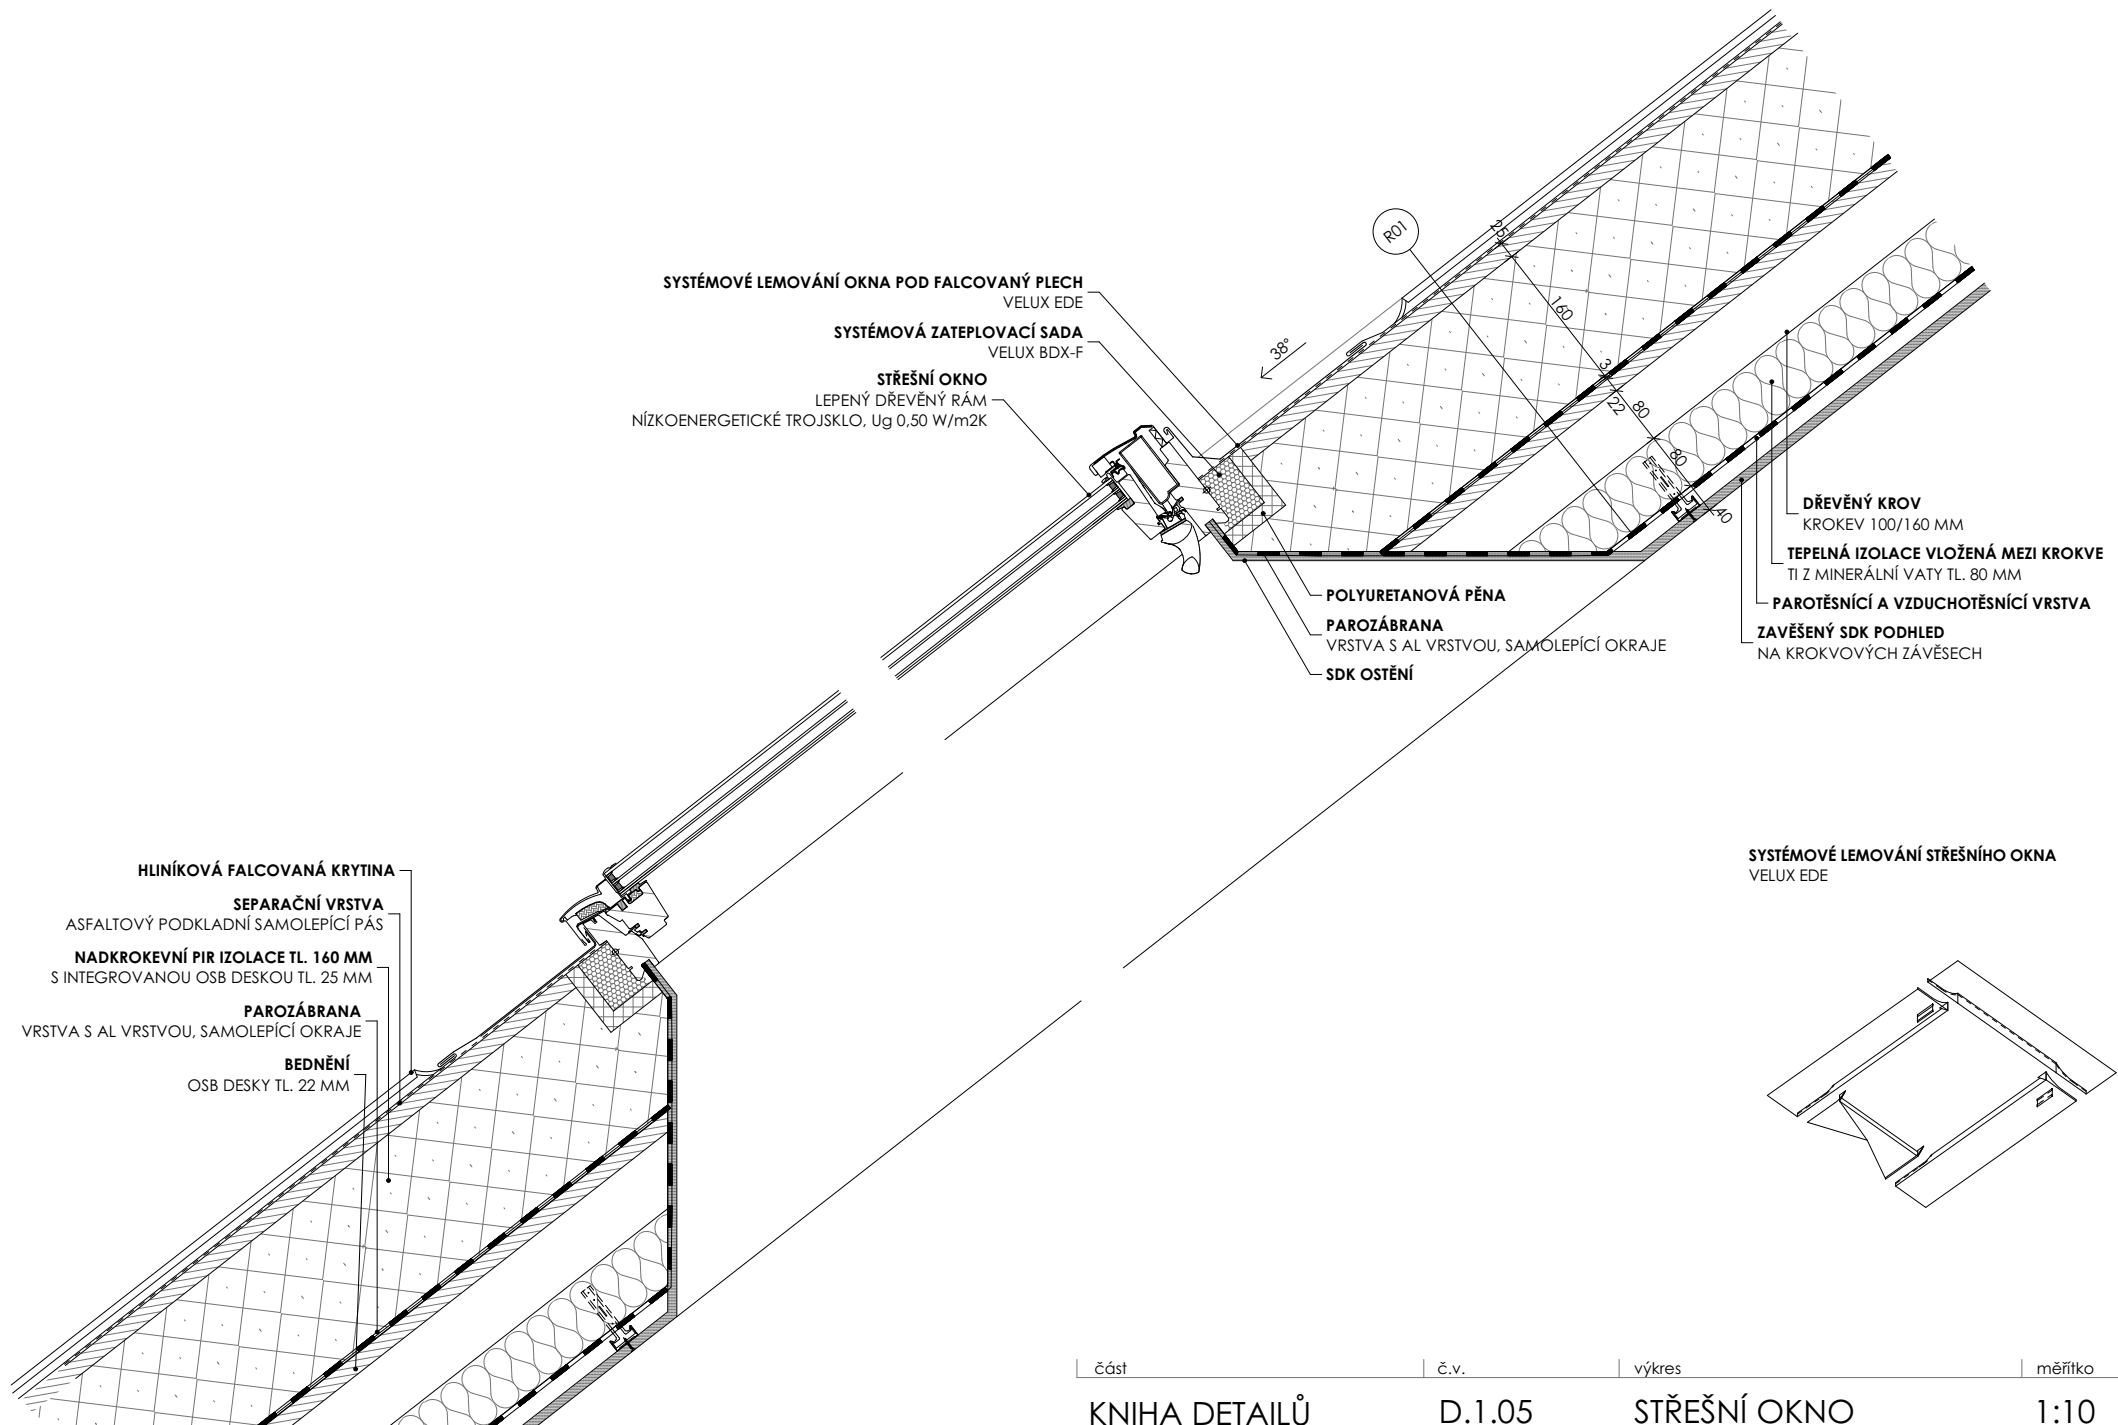 R01
25
160
3
22
80
80
40
38°
SYSTÉMOVÉ LEMOVÁNÍ OKNA POD FALCOVANÝ PLECH
VELUX EDE
SYSTÉMOVÁ ZATEPLOVACÍ SADA
VELUX BDX-F
STŘEŠNÍ OKNO
LEPENÝ DŘEVĚNÝ RÁM
NÍZKOENERGETICKÉ TROJSKLO, Ug 0,50 W/m2K
DŘEVĚNÝ KROV
KROKEV 100/160 MM
TEPELNÁ IZOLACE VLOŽENÁ MEZI KROKVE
TI Z MINERÁLNÍ VATY TL. 80 MM
PAROTĚSNÍCÍ A VZDUCHOTĚSNÍCÍ VRSTVA
ZAVĚŠENÝ SDK PODHLED
NA KROKVOVÝCH ZÁVĚSECH
POLYURETANOVÁ PĚNA
PAROZÁBRANA
VRSTVA S AL VRSTVOU, SAMOLEPÍCÍ OKRAJE
SDK OSTĚNÍ
HLINÍKOVÁ FALCOVANÁ KRYTINA
SEPARAČNÍ VRSTVA
ASFALTOVÝ PODKLADNÍ SAMOLEPÍCÍ PÁS
NADKROKEVNÍ PIR IZOLACE TL. 160 MM
S INTEGROVANOU OSB DESKOU TL. 25 MM
PAROZÁBRANA
VRSTVA S AL VRSTVOU, SAMOLEPÍCÍ OKRAJE
BEDNĚNÍ
OSB DESKY TL. 22 MM
SYSTÉMOVÉ LEMOVÁNÍ STŘEŠNÍHO OKNA
VELUX EDE
část č.v. výkres měřítko
KNIHA DETAILŮ D.1.05 STŘEŠNÍ OKNO 1:10